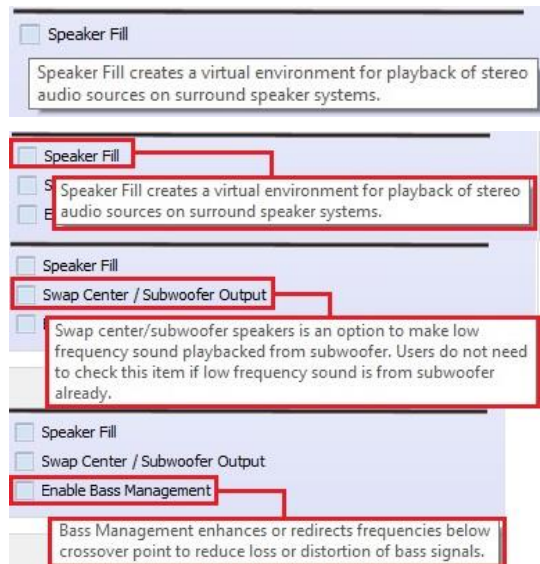 Speaker Fill
Speaker Fill creates a virtual environment for playback of stereo
audio sources on surround speaker systems.
Speaker Fill
S
Speaker Fill creates a virtual environment for playback of stereo
E
audio sources on surround speaker systems.
Speaker Fill
Swap Center / Subwoofer Output
Swap center/subwoofer speakers is an option to make low
frequency sound playbacked from subwoofer. Users do not need
to check this item if low frequency sound is from subwoofer
already.
Speaker Fill
Swap Center / Subwoofer Output
Enable Bass Management
Bass Management enhances or redirects frequencies below
crossover point to reduce loss or distortion of bass signals.